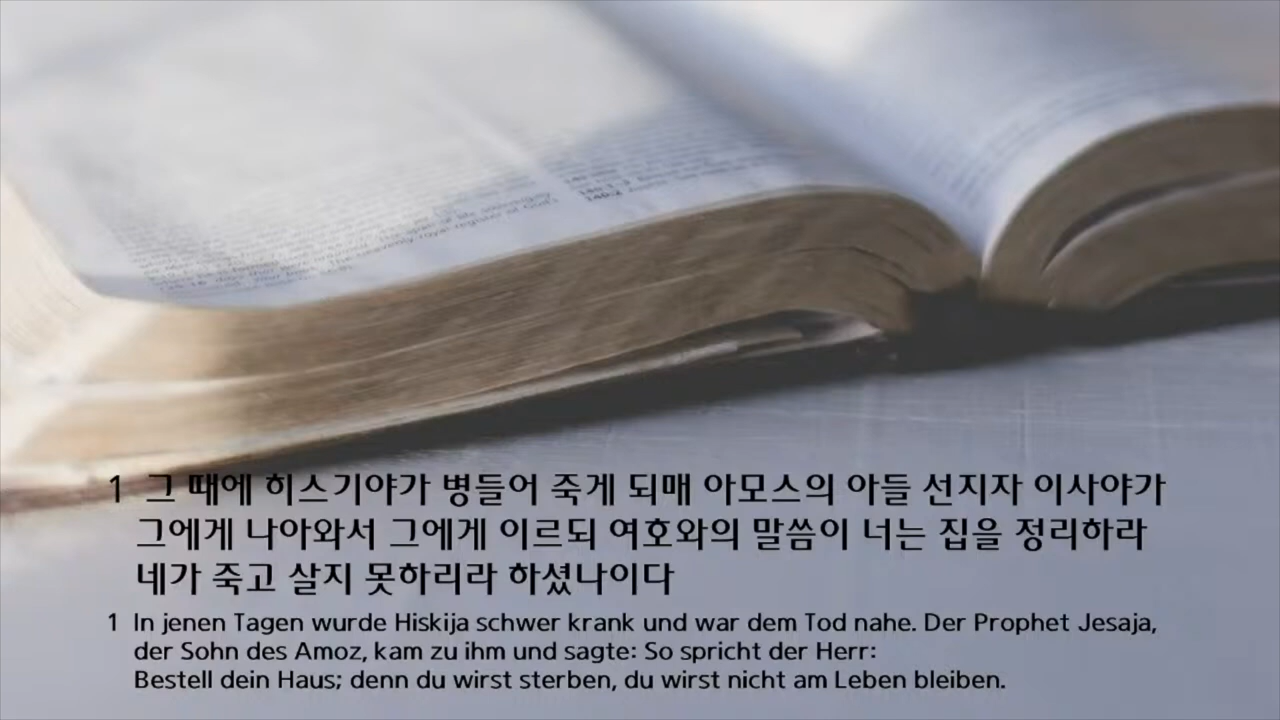 1 그 때에 히스기야가 병들어 죽게 되매 아모스의 아들 선지자 이사야가
그에게 나아와서 그에게 이르되 여호와의 말씀이 너는 집을 정리하라
네가 죽고 살지 못하리라 하셨나이다
1 In jenen Tagen wurde Hiskija schwer krank und war dem Tod nahe. Der Prophet Jesaja,
der Sohn des Amoz, kam zu ihm und sagte: So spricht der Herr:
Bestell dein Haus; denn du wirst sterben, du wirst nicht am Leben bleiben.